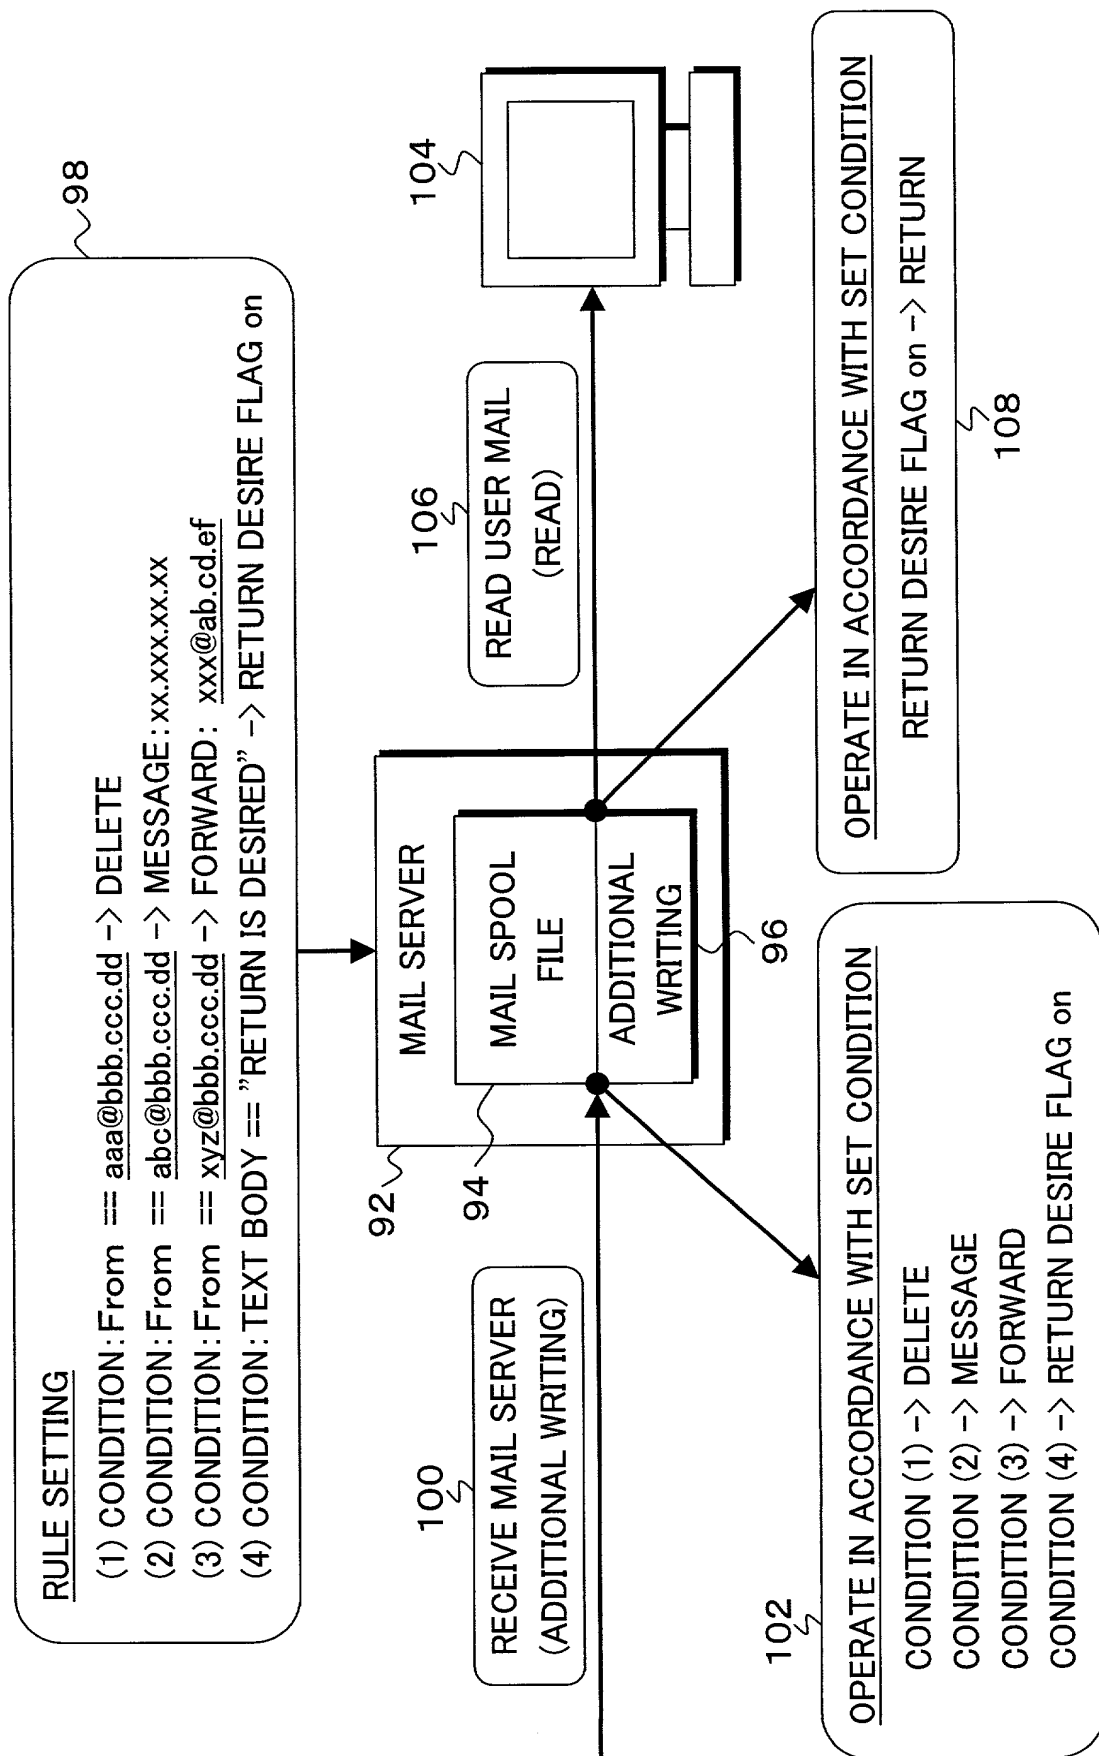 RULE SETTING
(1) CONDITION:From == aaa@bbb.ccc.dd -> DELETE
(2) CONDITION:From == abc@bbb.ccc.dd -> MESSAGE:xx.xxx.xx.xx
(3) CONDITION:From == xyz@bbb.ccc.dd -> FORWARD: xxx@ab.cd.ef
(4) CONDITION:TEXT BODY == "RETURN IS DESIRED" -> RETURN DESIRE FLAG on
98
MAIL SERVER
92
94
MAIL SPOOL
FILE
ADDITIONAL
WRITING
96
100
RECEIVE MAIL SERVER
(ADDITIONAL WRITING)
106
READ USER MAIL
(READ)
104
102
OPERATE IN ACCORDANCE WITH SET CONDITION
CONDITION (1) -> DELETE
CONDITION (2) -> MESSAGE
CONDITION (3) -> FORWARD
CONDITION (4) -> RETURN DESIRE FLAG on
OPERATE IN ACCORDANCE WITH SET CONDITION
RETURN DESIRE FLAG on -> RETURN
108